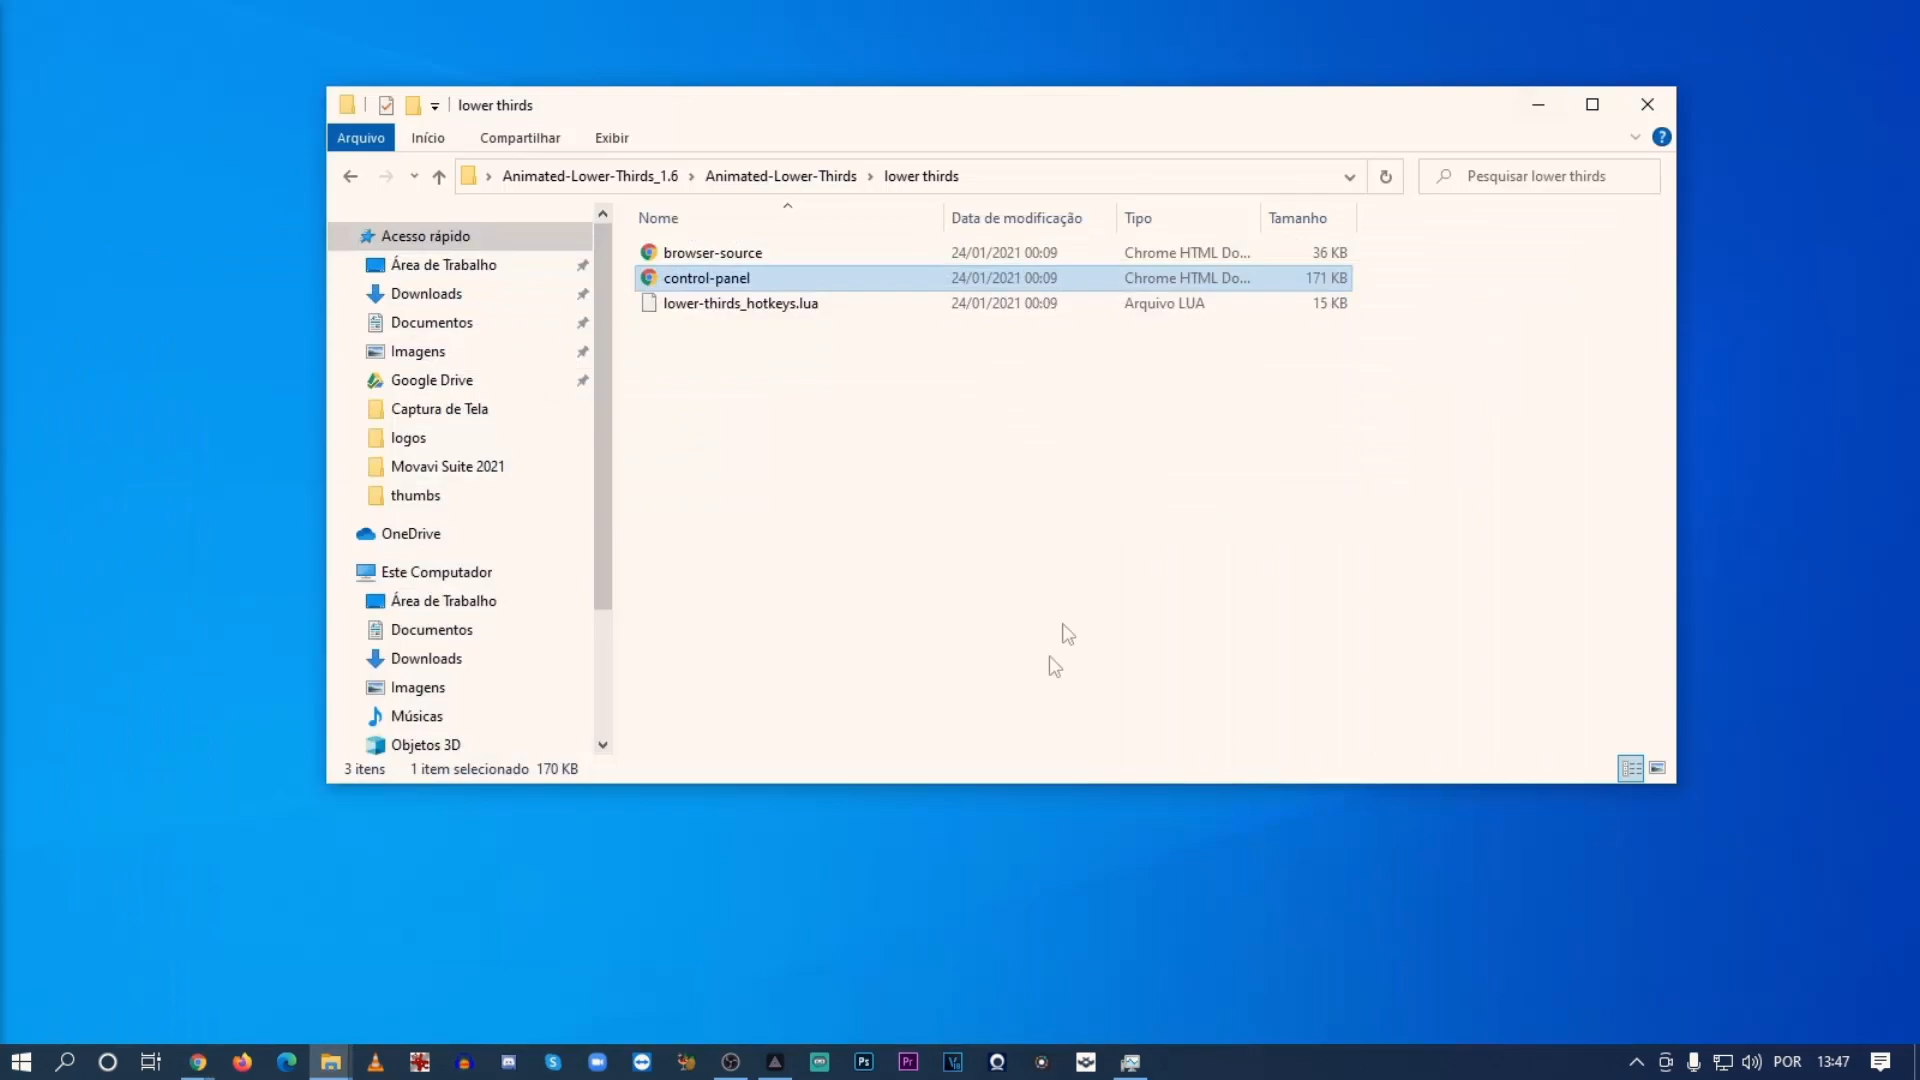 lower thirds
Arquivo Início Compartilhar Exibir
Animated-Lower-Thirds_1.6 Animated-Lower-Thirds lower thirds Pesquisar lower thirds
Nome Data de modificação Tipo Tamanho
Acesso rápido
Área de Trabalho
Downloads
Documentos
Imagens
Google Drive
Captura de Tela
logos
Movavi Suite 2021
thumbs
OneDrive
Este Computador
Área de Trabalho
Documentos
Downloads
Imagens
Músicas
Objetos 3D
browser-source 24/01/2021 00:09 Chrome HTML Do... 36 KB
control-panel 24/01/2021 00:09 Chrome HTML Do... 171 KB
lower-thirds_hotkeys.lua 24/01/2021 00:09 Arquivo LUA 15 KB
3 itens 1 item selecionado 170 KB
Ps Pr POR 13:47